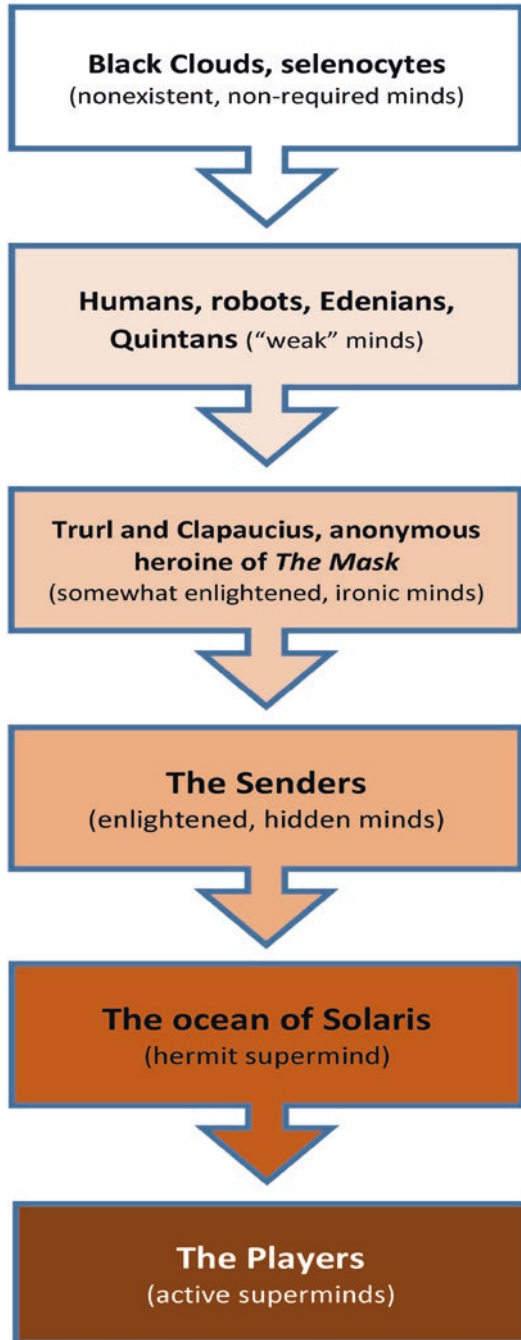 Black Clouds, selenocytes
(nonexistent, non-required minds)
Humans, robots, Edenians,
Quintans (“weak” minds)
Trurl and Clapaucius, anonymous
heroine of The Mask
(somewhat enlightened, ironic minds)
The Senders
(enlightened, hidden minds)
The ocean of Solaris
(hermit supermind)
The Players
(active superminds)